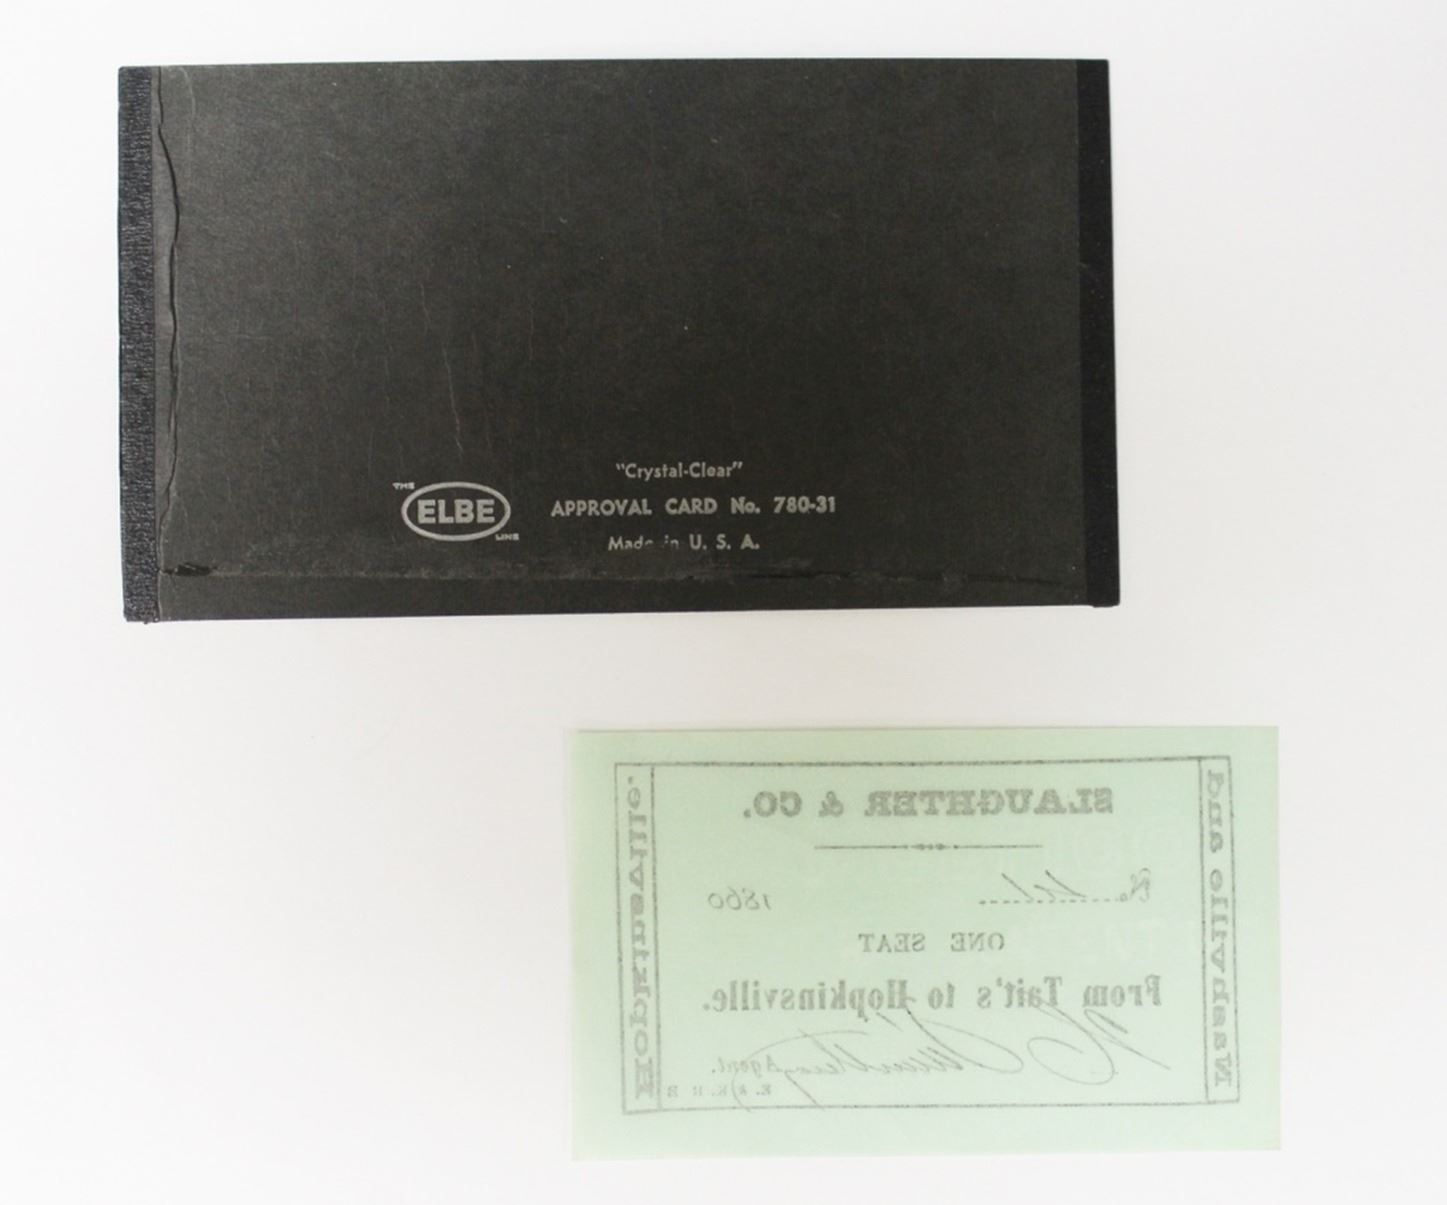 "Crystal-Clear"
THE ELBE LINE
APPROVAL CARD No. 780-31
Made in U. S. A.
Nashville and
Hopkinsville.
SLAUGHTER & CO.
No. 1860
ONE SEAT
From Tait's to Hopkinsville.
Agent.
E. & K. R R